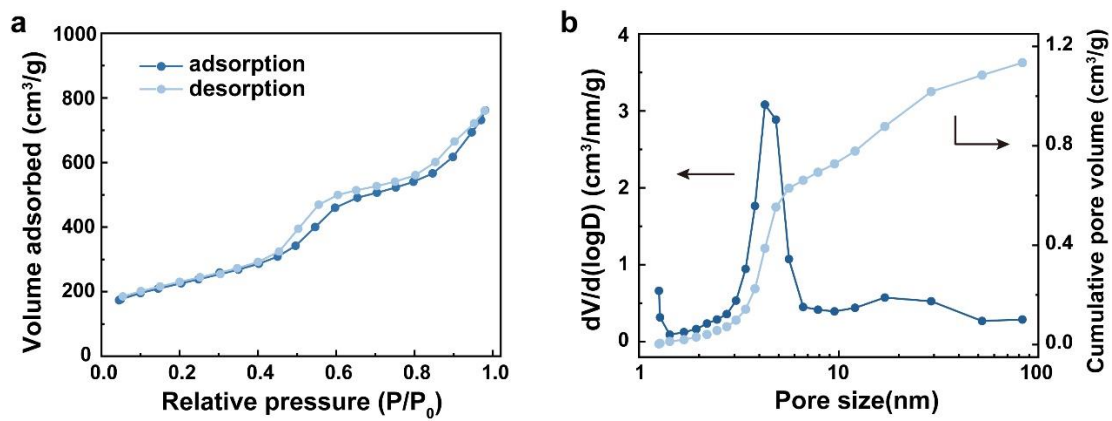 a
1000
800
600
400
200
0
Volume adsorbed (cm³/g)
adsorption
desorption
0.0 0.2 0.4 0.6 0.8 1.0
Relative pressure (P/P₀)
b
4
3
2
1
0
dV/d(logD) (cm³/nm/g)
1.2
0.8
0.4
0.0
Cumulative pore volume (cm³/g)
1 10 100
Pore size(nm)